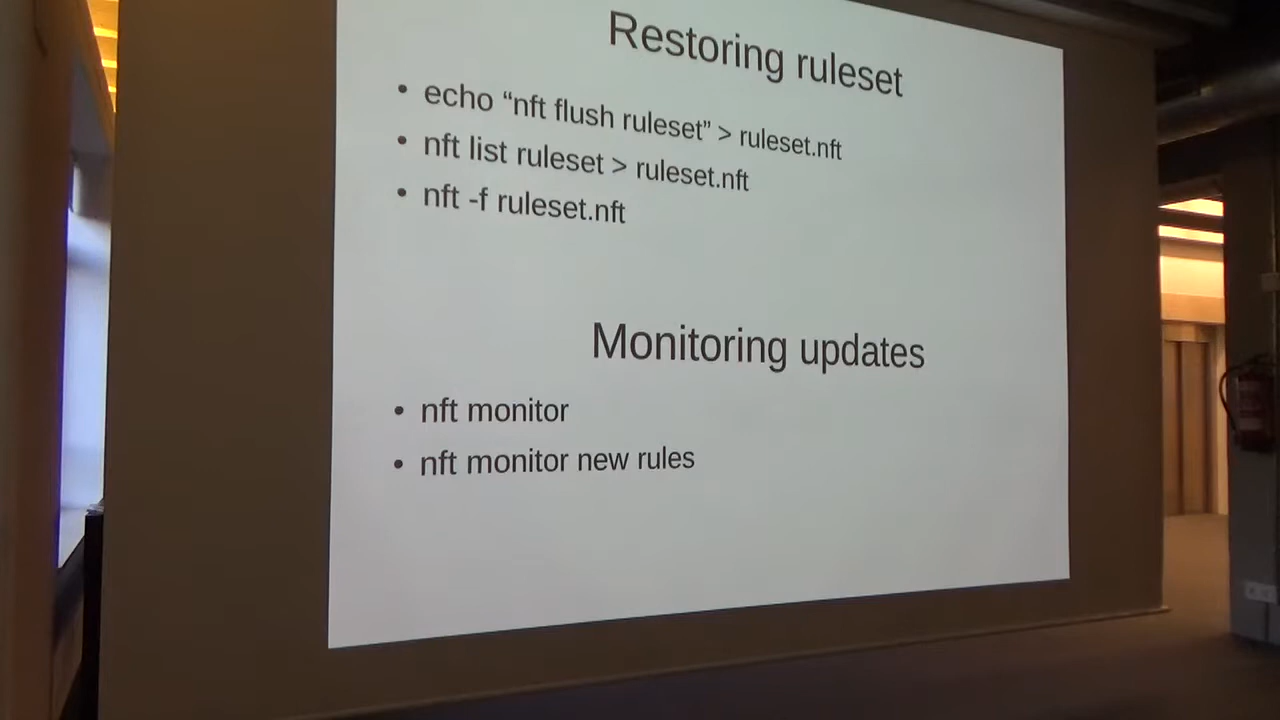 Restoring ruleset
• echo “nft flush ruleset” > ruleset.nft
• nft list ruleset > ruleset.nft
• nft -f ruleset.nft
Monitoring updates
• nft monitor
• nft monitor new rules